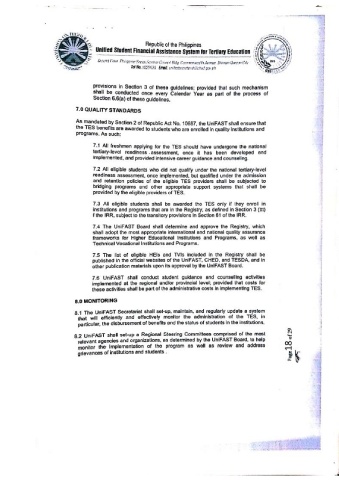 Republic of the Philippines
Unified Student Financial Assistance System for Tertiary Education
provisions in Section 3 of these guidelines; provided that such mechanism
shall be conducted once every Calendar Year as part of the process of
Section 6.6(a) of these guidelines.
7.0 QUALITY STANDARDS
As mandated by Section 2 of Republic Act No. 10687, the UniFAST shall ensure that
the TES benefits are awarded to students who are enrolled in quality institutions and
programs. As such:
7.1 All freshmen applying for the TES should have undergone the national
tertiary-level readiness assessment, once it has been developed and
implemented, and provided intensive career guidance and counseling.
7.2 All eligible students who did not qualify under the national tertiary-level
readiness assessment, once implemented, but qualified under the admission
and retention policies of the eligible TES providers shall be subjected to
bridging programs and other appropriate support systems that shall be
provided by the eligible providers of TES.
7.3 All eligible students shall be awarded the TES only if they enroll in
institutions and programs that are in the Registry, as defined in Section 3 (III)
f the IRR, subject to the transitory provisions in Section 61 of the IRR.
7.4 The UniFAST Board shall determine and approve the Registry, which
shall adopt the most appropriate international and national quality assurance
frameworks for Higher Educational Institutions and Programs, as well as
Technical Vocational Institutions and Programs.
7.5 The list of eligible HEIs and TVIs included in the Registry shall be
published in the official websites of the UniFAST, CHED, and TESDA, and in
other publication materials upon its approval by the UniFAST Board.
7.6 UniFAST shall conduct student guidance and counseling activities
implemented at the regional and/or provincial level, provided that costs for
these activities shall be part of the administrative costs in implementing TES.
8.0 MONITORING
8.1 The UniFAST Secretariat shall set-up, maintain, and regularly update a system
that will efficiently and effectively monitor the administration of the TES, in
particular, the disbursement of benefits and the status of students in the institutions.
8.2 UniFAST shall set-up a Regional Steering Committees comprised of the most
relevant agencies and organizations, as determined by the UniFAST Board, to help
monitor the implementation of the program as well as review and address
grievances of institutions and students.
Page 18 of 29